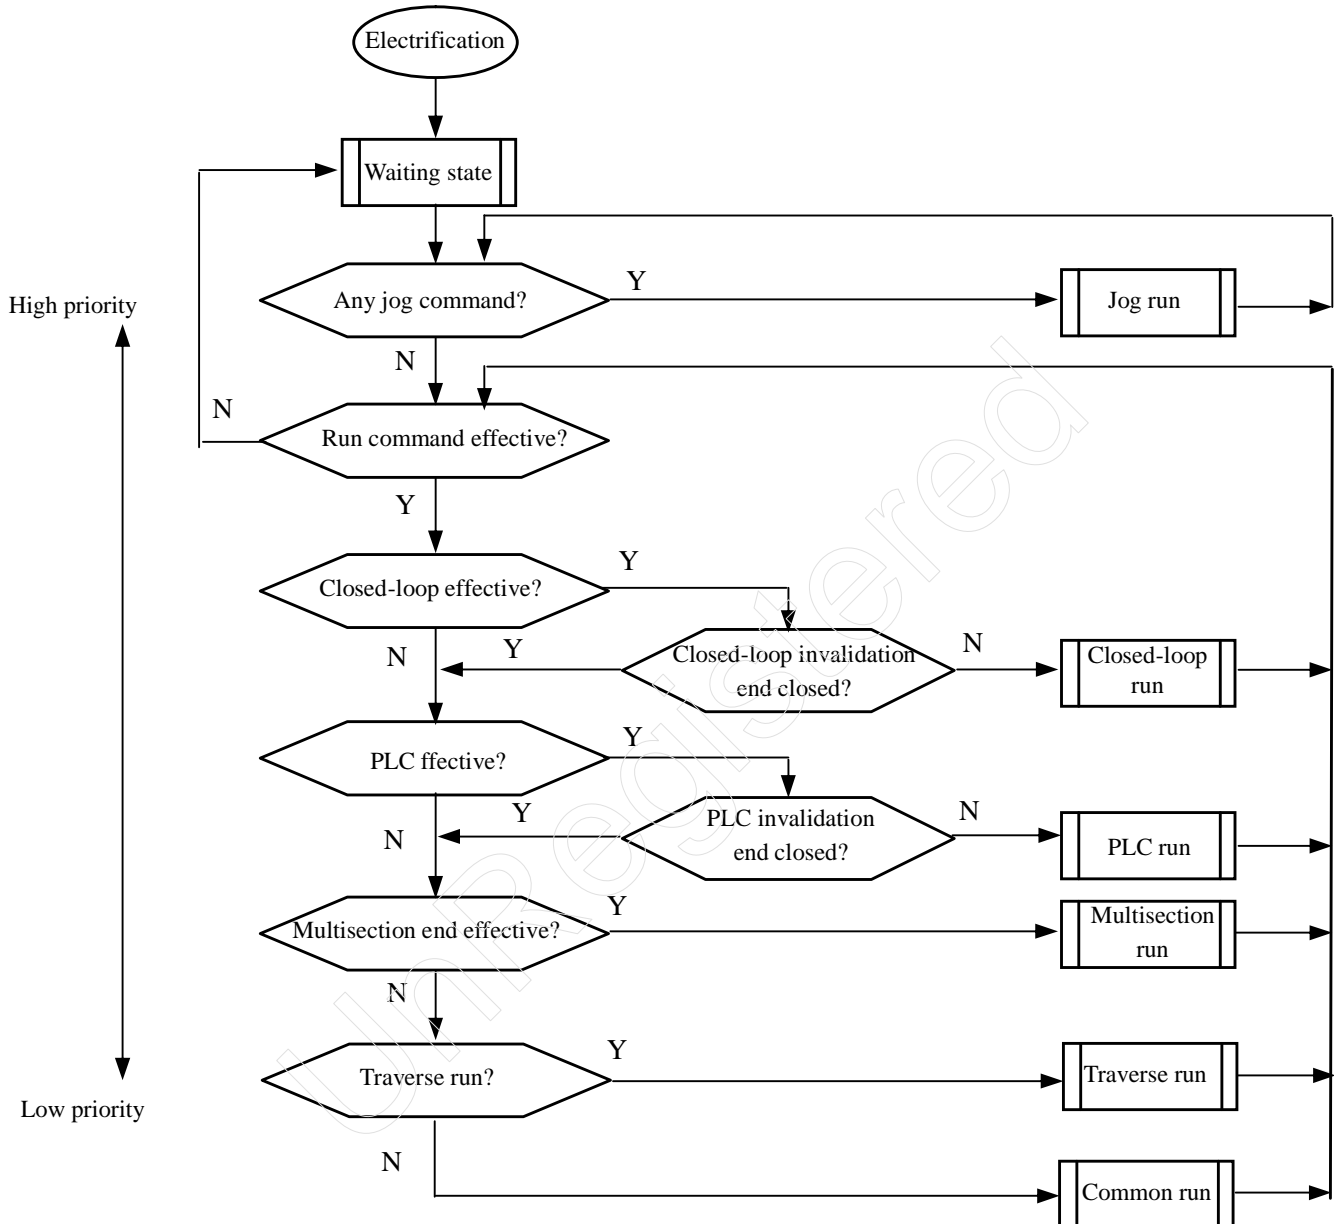 Electrification
Waiting state
Any jog command?
Y
Jog run
High priority
N
N
Run command effective?
Y
Closed-loop effective?
Y
N
Y
Closed-loop invalidation
end closed?
N
Closed-loop
run
PLC ffective?
Y
N
Y
PLC invalidation
end closed?
N
PLC run
Multisection end effective?
Y
Multisection
run
N
Traverse run?
Y
Traverse run
Low priority
N
Common run
UnRegistered